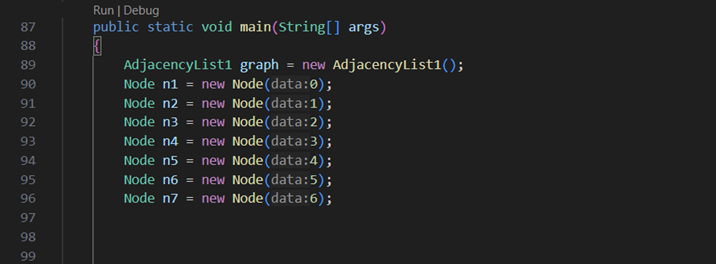 Run | Debug
87 public static void main(String[] args)
88 {
89 AdjacencyList1 graph = new AdjacencyList1();
90 Node n1 = new Node(data:0);
91 Node n2 = new Node(data:1);
92 Node n3 = new Node(data:2);
93 Node n4 = new Node(data:3);
94 Node n5 = new Node(data:4);
95 Node n6 = new Node(data:5);
96 Node n7 = new Node(data:6);
97
98
99